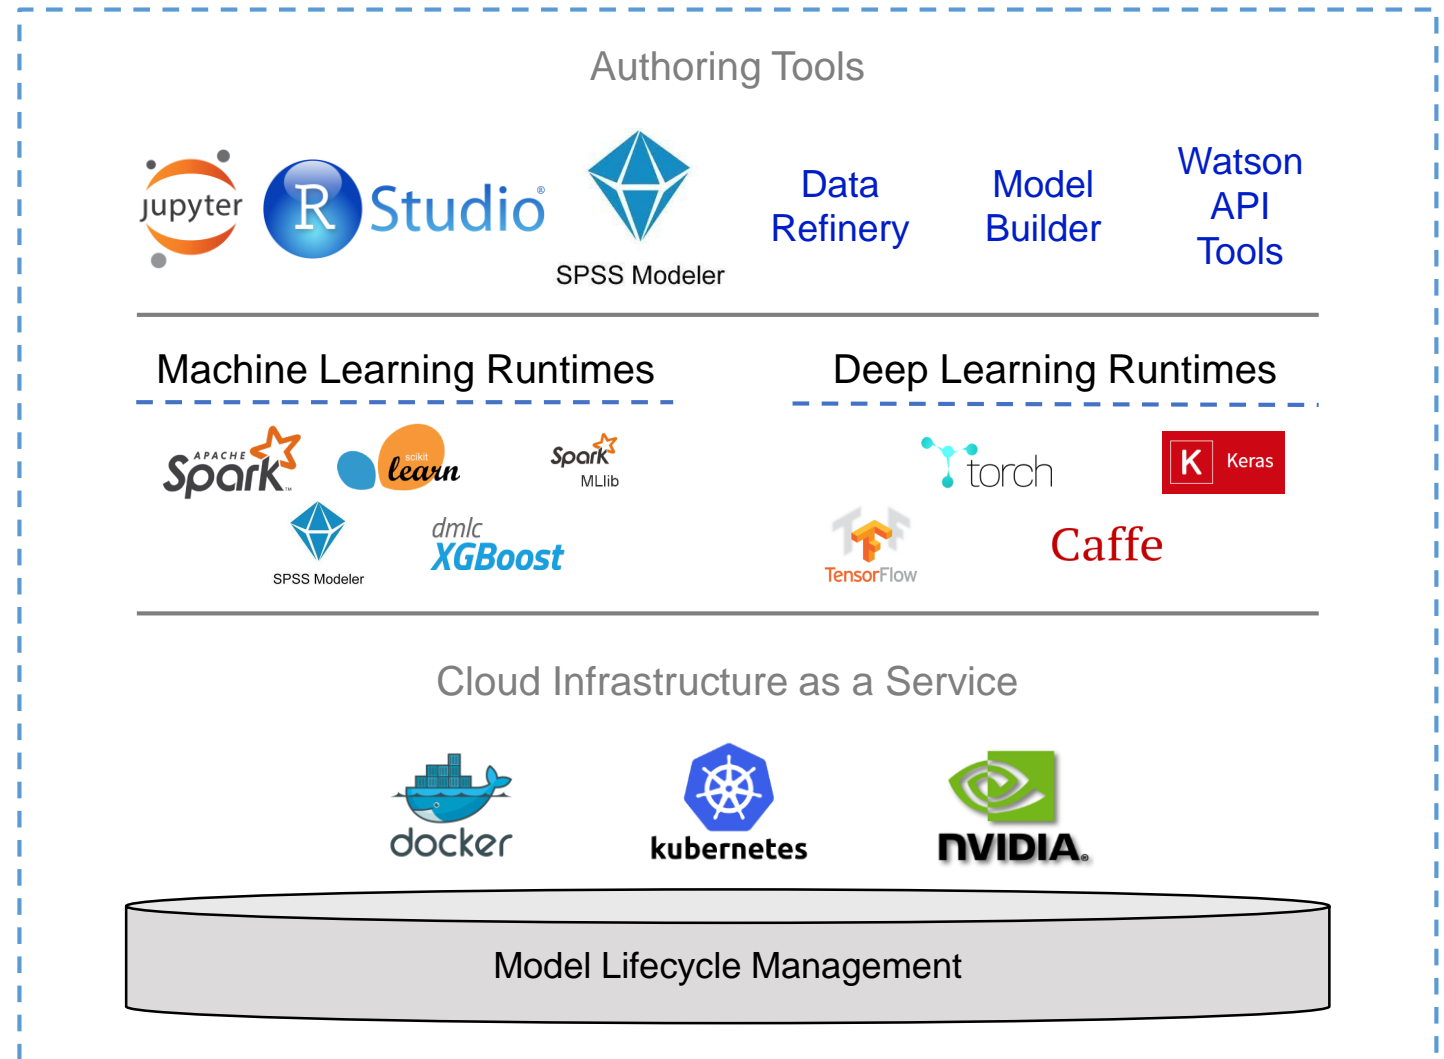 Authoring Tools
jupyter
R Studio®
SPSS Modeler
Data
Refinery
Model
Builder
Watson
API
Tools
Machine Learning Runtimes
Deep Learning Runtimes
APACHE
Spark™
scikit
learn
Spark
MLlib
torch
K Keras
SPSS Modeler
dmlc
XGBoost
TensorFlow
Caffe
Cloud Infrastructure as a Service
docker
kubernetes
NVIDIA®
Model Lifecycle Management